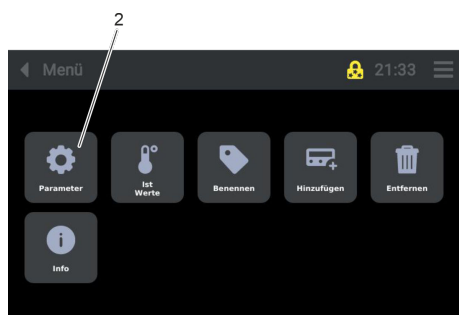 2
Menü
21:33
Parameter
Ist
Werte
Benennen
Hinzufügen
Entfernen
Info